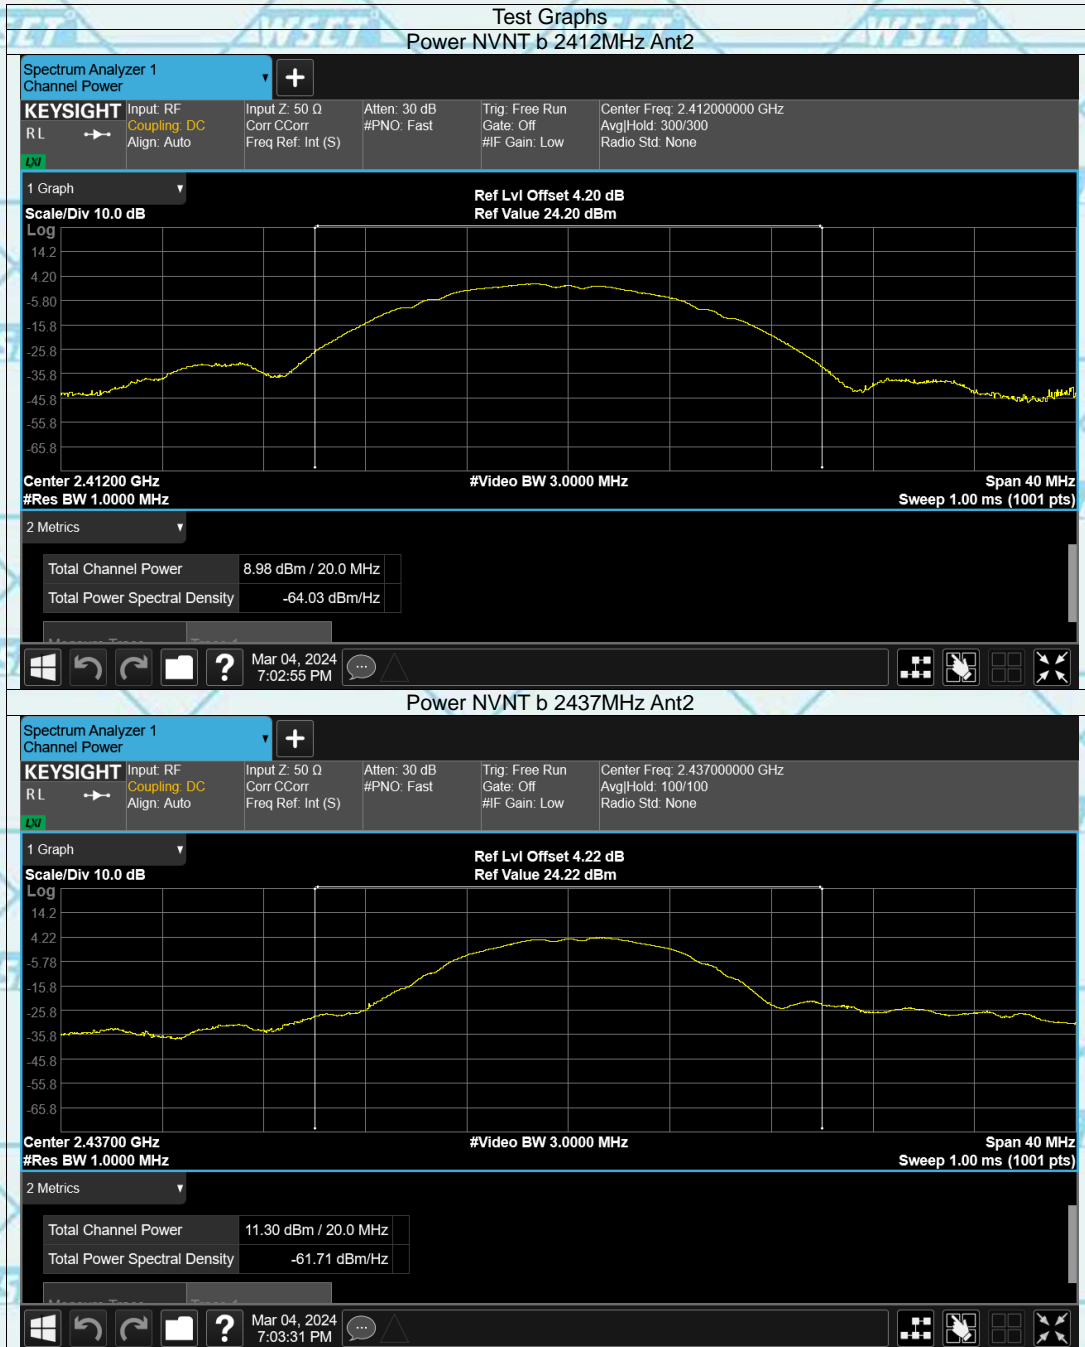 Test Graphs
Power NVNT b 2412MHz Ant2
Spectrum Analyzer 1
Channel Power
KEYSIGHT
R L
LXI
Input: RF
Coupling: DC
Align: Auto
Input Z: 50 Ω
Corr CCorr
Freq Ref: Int (S)
Atten: 30 dB
#PNO: Fast
Trig: Free Run
Gate: Off
#IF Gain: Low
Center Freq: 2.412000000 GHz
Avg|Hold: 300/300
Radio Std: None
1 Graph
Scale/Div 10.0 dB
Ref Lvl Offset 4.20 dB
Ref Value 24.20 dBm
Log
14.2
4.20
-5.80
-15.8
-25.8
-35.8
-45.8
-55.8
-65.8
Center 2.41200 GHz
#Video BW 3.0000 MHz
Span 40 MHz
#Res BW 1.0000 MHz
Sweep 1.00 ms (1001 pts)
2 Metrics
Total Channel Power 8.98 dBm / 20.0 MHz
Total Power Spectral Density -64.03 dBm/Hz
Mar 04, 2024
7:02:55 PM
Power NVNT b 2437MHz Ant2
Spectrum Analyzer 1
Channel Power
KEYSIGHT
R L
LXI
Input: RF
Coupling: DC
Align: Auto
Input Z: 50 Ω
Corr CCorr
Freq Ref: Int (S)
Atten: 30 dB
#PNO: Fast
Trig: Free Run
Gate: Off
#IF Gain: Low
Center Freq: 2.437000000 GHz
Avg|Hold: 100/100
Radio Std: None
1 Graph
Scale/Div 10.0 dB
Ref Lvl Offset 4.22 dB
Ref Value 24.22 dBm
Log
14.2
4.22
-5.78
-15.8
-25.8
-35.8
-45.8
-55.8
-65.8
Center 2.43700 GHz
#Video BW 3.0000 MHz
Span 40 MHz
#Res BW 1.0000 MHz
Sweep 1.00 ms (1001 pts)
2 Metrics
Total Channel Power 11.30 dBm / 20.0 MHz
Total Power Spectral Density -61.71 dBm/Hz
Mar 04, 2024
7:03:31 PM